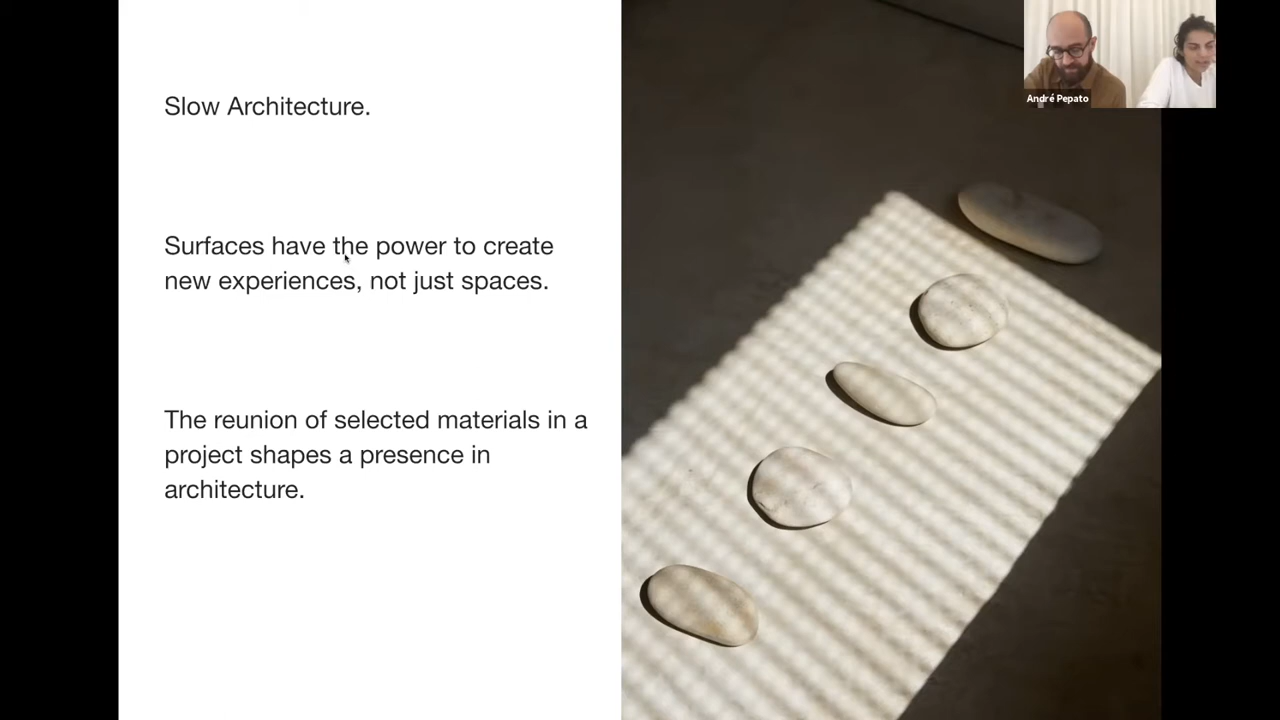 Slow Architecture.
Surfaces have the power to create
new experiences, not just spaces.
The reunion of selected materials in a
project shapes a presence in
architecture.
André Pepato